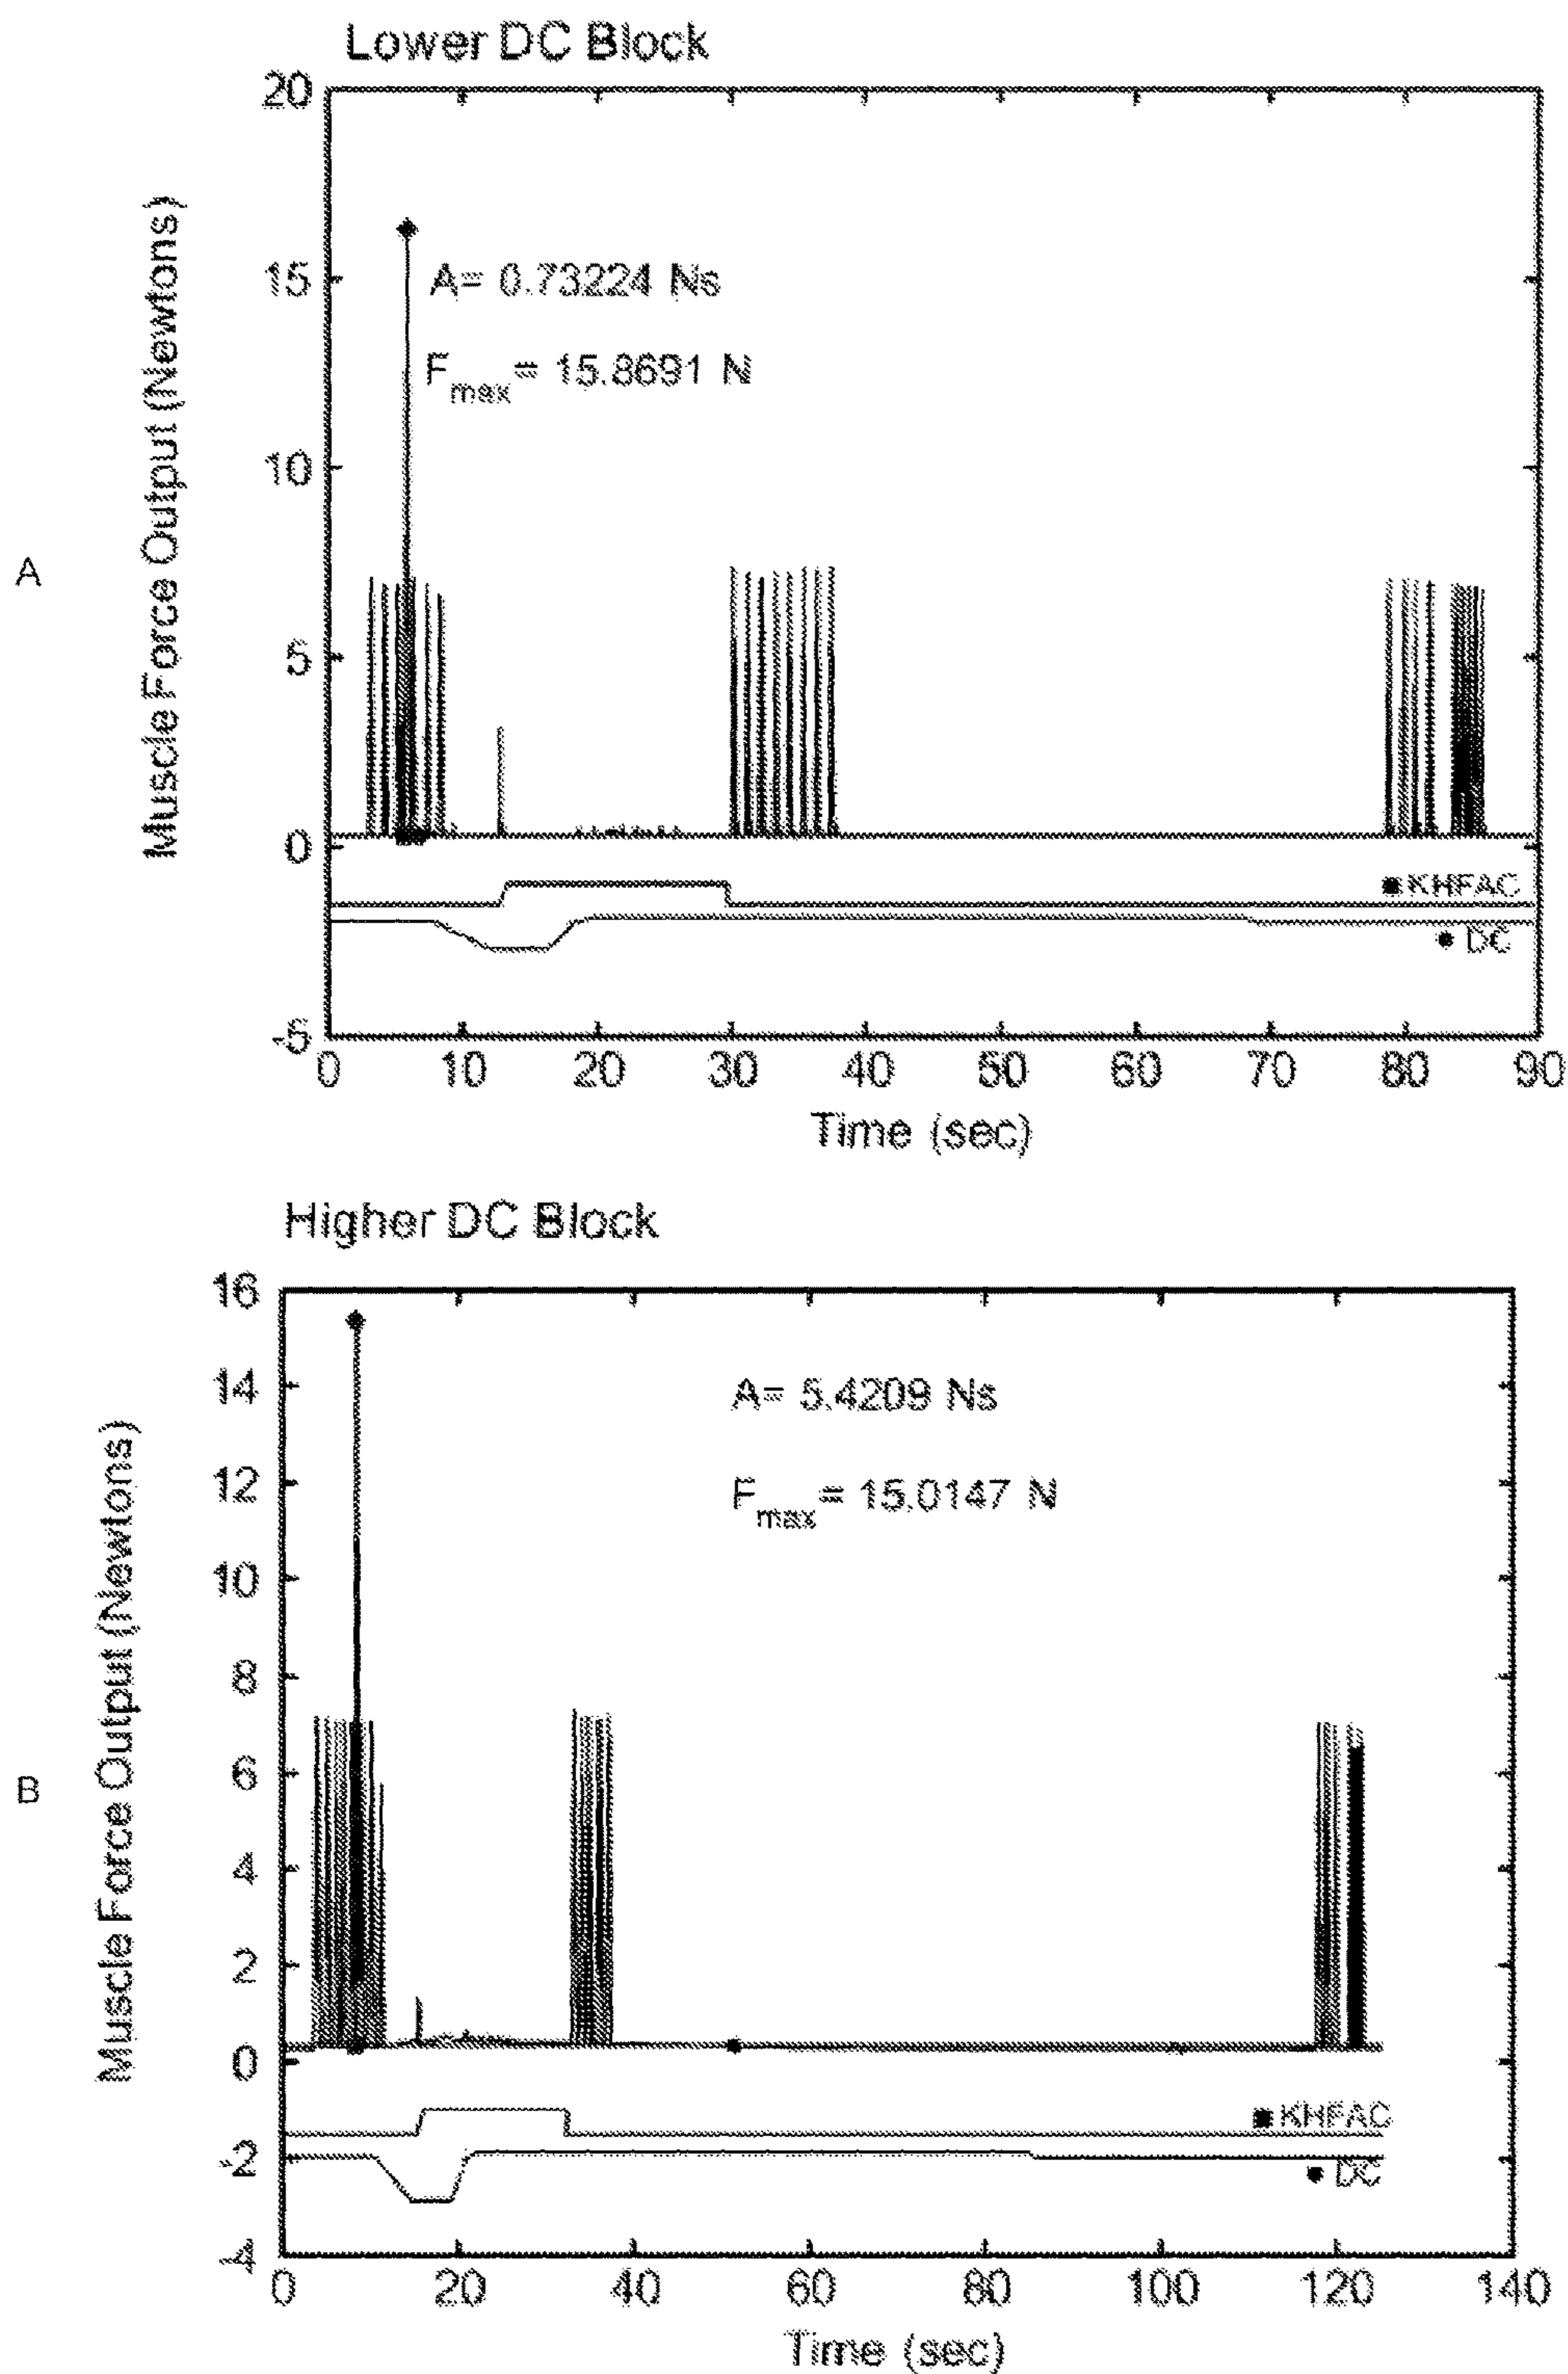 Lower DC Block
20
15
10
5
0
-5
Muscle Force Output (Newtons)
A= 0.73224 Ns
Fmax= 15.8691 N
A
KHFAC
DC
0 10 20 30 40 50 60 70 80 90
Time (sec)
Higher DC Block
16
14
12
10
8
6
4
2
0
-2
-4
Muscle Force Output (Newtons)
A= 5.4209 Ns
Fmax= 15.0147 N
B
KHFAC
DC
0 20 40 60 80 100 120 140
Time (sec)